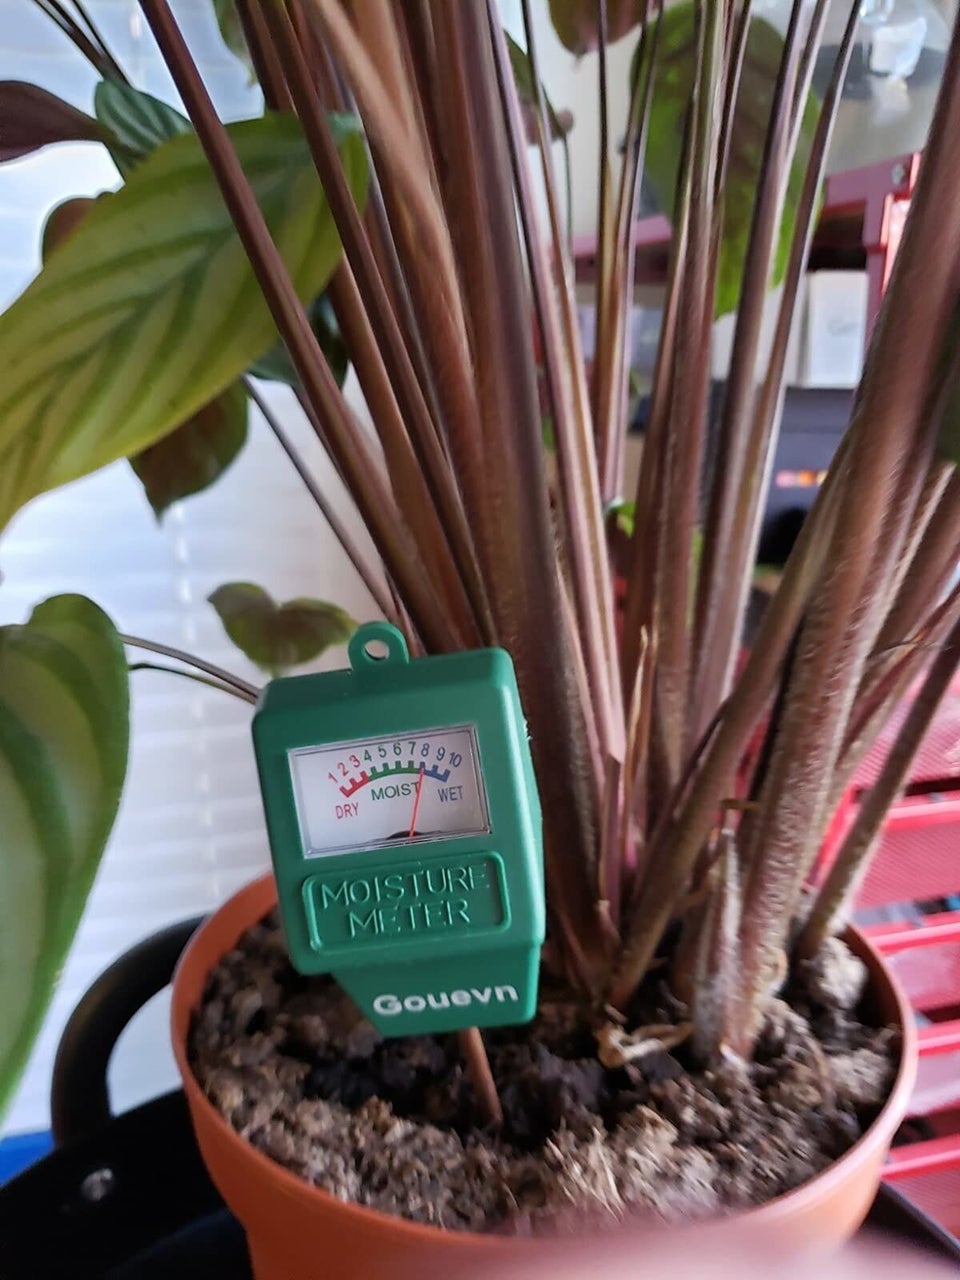 1 2 3 4 5 6 7 8 9 10
DRY MOIST WET
MOISTURE
METER
Gouevn